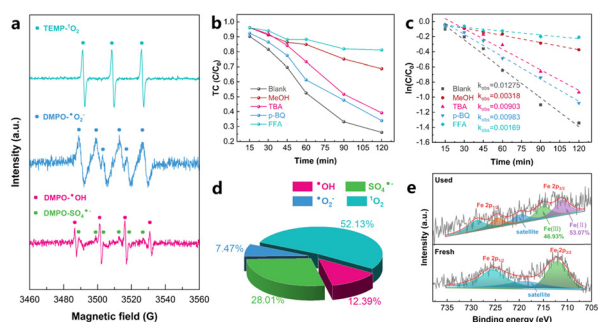 a
TEMP-¹O₂
DMPO-•O₂⁻
DMPO-•OH
DMPO-SO₄•⁻
Intensity (a.u.)
3460 3480 3500 3520 3540 3560
Magnetic field (G)
b
TC (C/C₀)
1.0
0.9
0.8
0.7
0.6
0.5
0.4
0.3
0.2
Blank
MeOH
TBA
p-BQ
FFA
15 30 45 60 75 90 105 120
Time (min)
c
ln(C/C₀)
0.0
-0.2
-0.4
-0.6
-0.8
-1.0
-1.2
-1.4
-1.6
Blank kobs=0.01275
MeOH kobs=0.00318
TBA kobs=0.00903
p-BQ kobs=0.00983
FFA kobs=0.00169
15 30 45 60 75 90 105 120
Time (min)
d
•OH SO₄•⁻
•O₂⁻ ¹O₂
52.13%
7.47%
28.01%
12.39%
e
Used
Fe 2p3/2
Fe 2p1/2
satellite
Fe(III)
46.93%
Fe(II)
53.07%
Fresh
Fe 2p3/2
Fe 2p1/2
satellite
Intensity (a.u.)
735 730 725 720 715 710 705
Binding energy (eV)